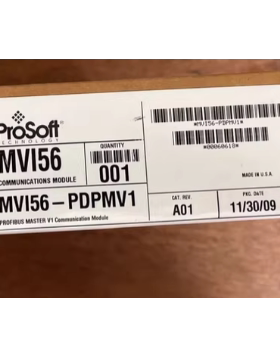 ProSoft
TECHNOLOGY
MVI56
COMMUNICATIONS MODULE
QUANTITY
001
*MVI56-PDPMV1*
*00060610*
MADE IN U.S.A.
MVI56-PDPMV1
PROFIBUS MASTER V1 Communication Module
CAT. REV
A01
PKG. DATE
11/30/09